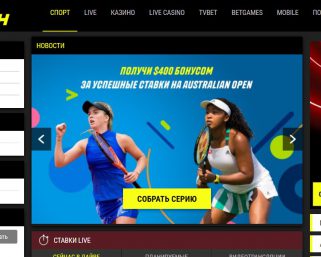 СПОРТ LIVE КАЗИНО LIVE CASINO TVBET BETGAMES MOBILE
НОВОСТИ
ПОЛУЧИ $400 БОНУСОМ
ЗА УСПЕШНЫЕ СТАВКИ НА AUSTRALIAN OPEN
СОБРАТЬ СЕРИЮ
СТАВКИ LIVE